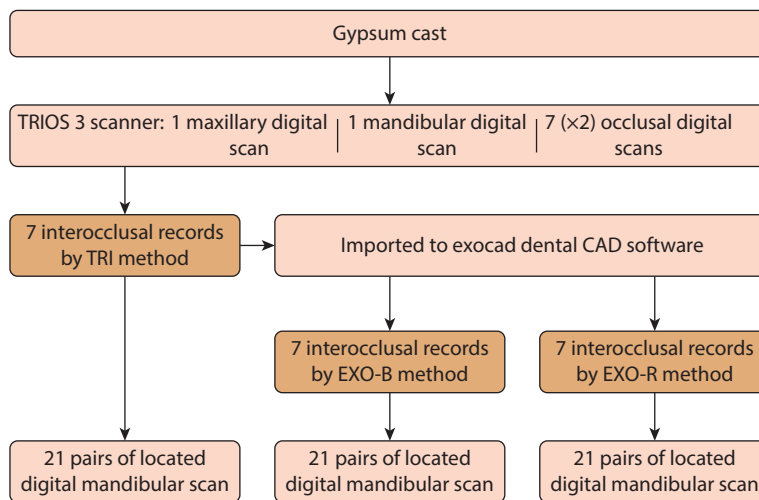 Gypsum cast
TRIOS 3 scanner: 1 maxillary digital
scan
1 mandibular digital
scan
7 (×2) occlusal digital
scans
7 interocclusal records
by TRI method
Imported to exocad dental CAD software
7 interocclusal records
by EXO-B method
7 interocclusal records
by EXO-R method
21 pairs of located
digital mandibular scan
21 pairs of located
digital mandibular scan
21 pairs of located
digital mandibular scan